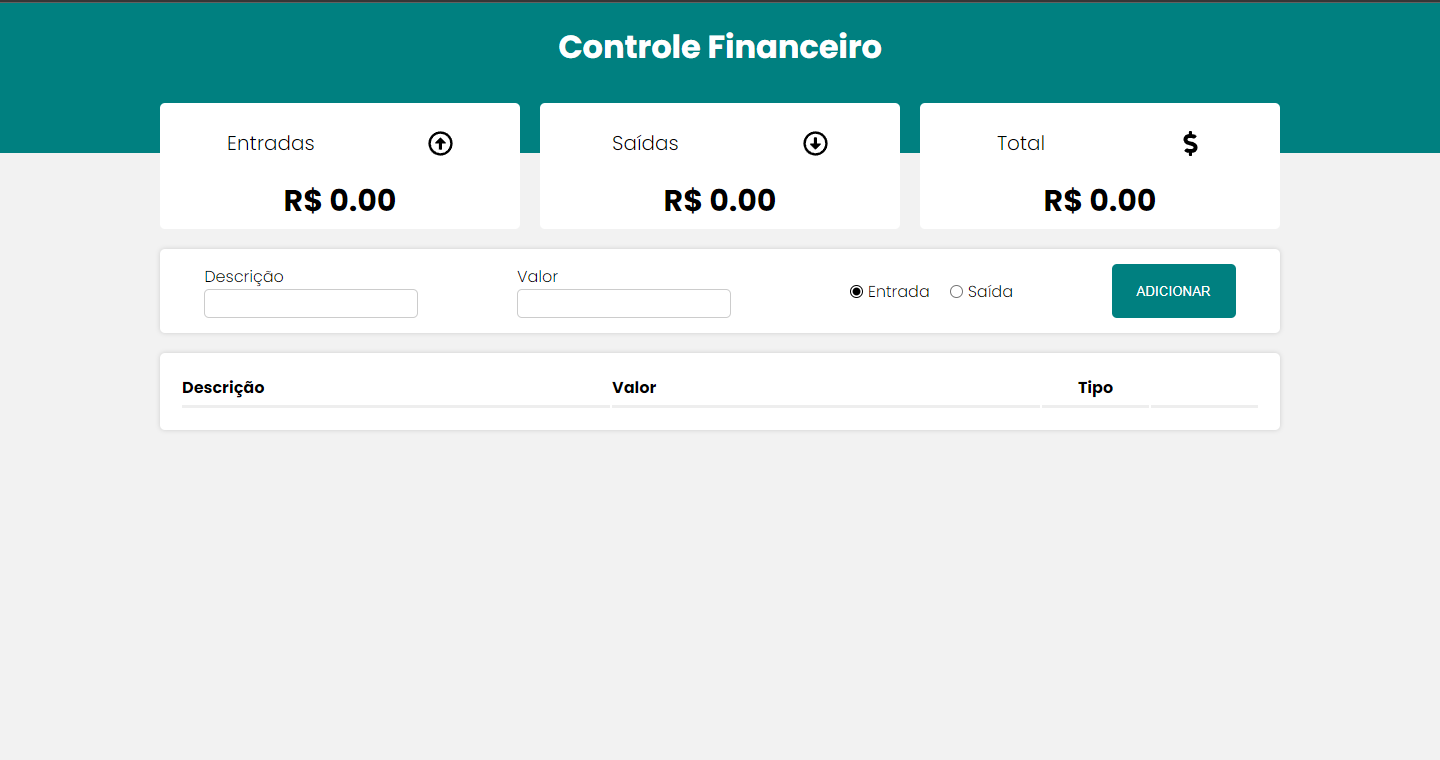 Controle Financeiro
Entradas
Saídas
Total
R$ 0.00
R$ 0.00
R$ 0.00
Descrição
Valor
Entrada
Saída
ADICIONAR
Descrição
Valor
Tipo